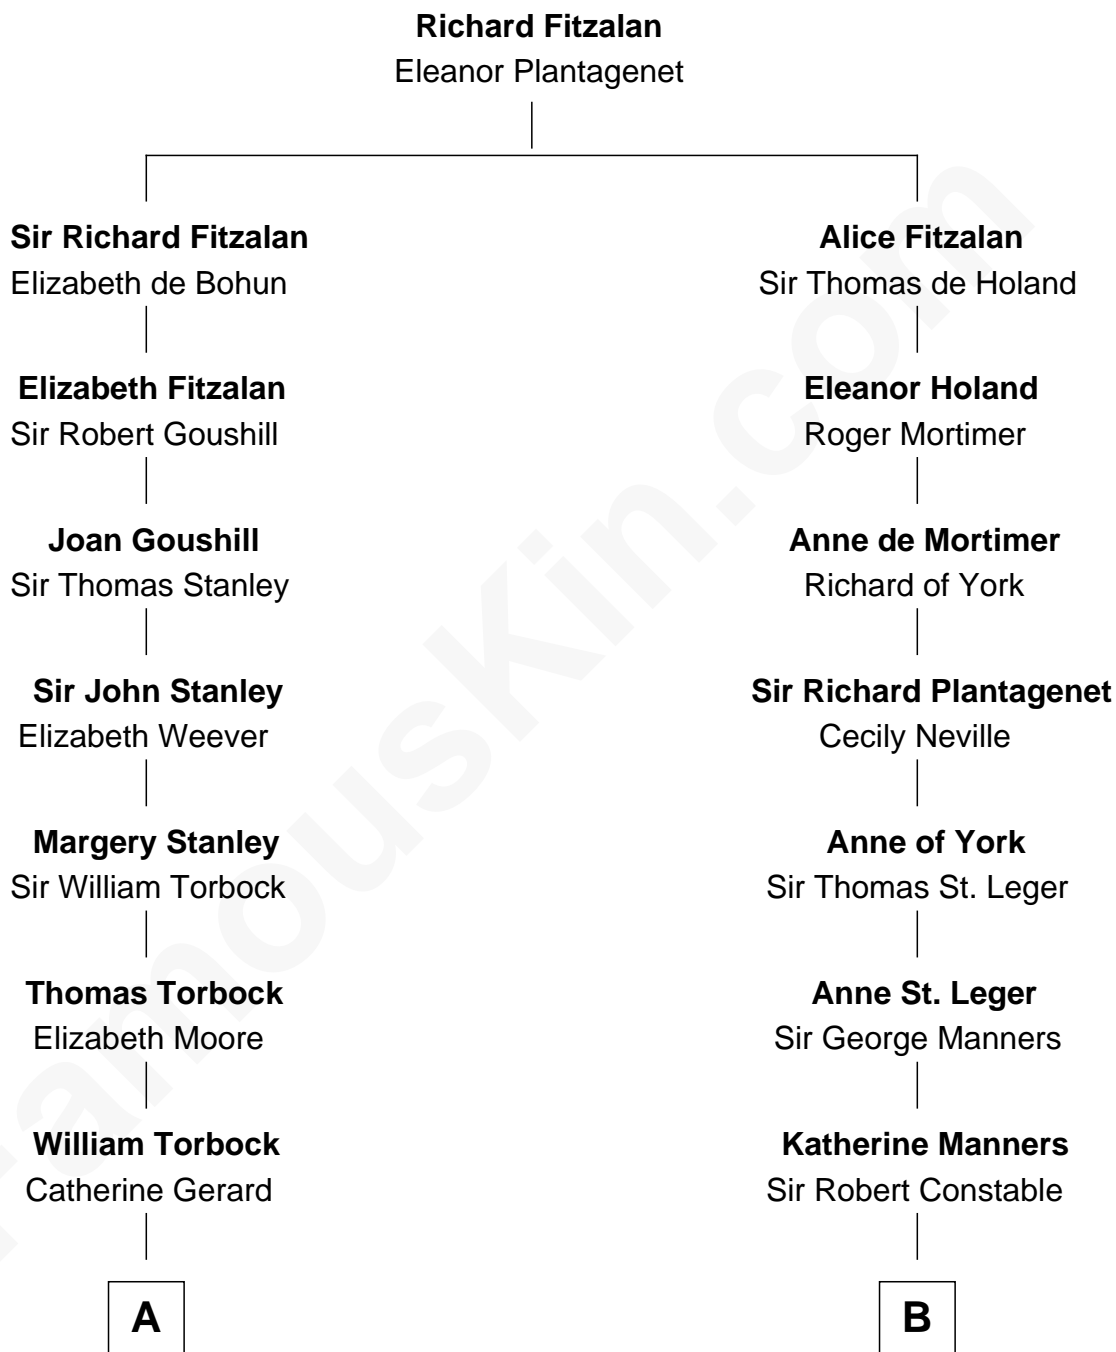 Richard Fitzalan
Eleanor Plantagenet
Sir Richard Fitzalan
Elizabeth de Bohun
Elizabeth Fitzalan
Sir Robert Goushill
Joan Goushill
Sir Thomas Stanley
Sir John Stanley
Elizabeth Weever
Margery Stanley
Sir William Torbock
Thomas Torbock
Elizabeth Moore
William Torbock
Catherine Gerard
A
Alice Fitzalan
Sir Thomas de Holand
Eleanor Holand
Roger Mortimer
Anne de Mortimer
Richard of York
Sir Richard Plantagenet
Cecily Neville
Anne of York
Sir Thomas St. Leger
Anne St. Leger
Sir George Manners
Katherine Manners
Sir Robert Constable
B
FamousKin.com